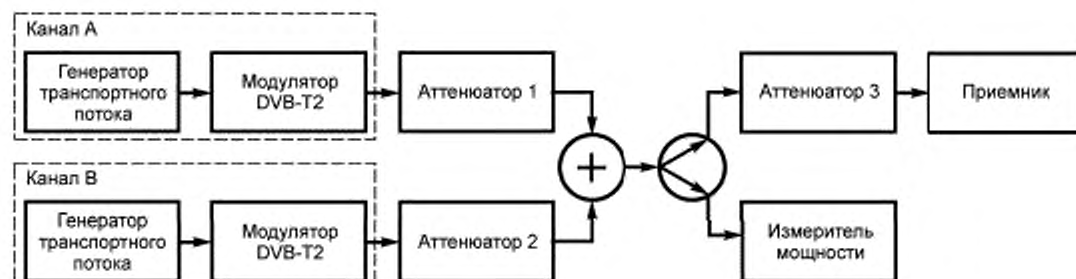 Канал А
Генератор
транспортного
потока
Модулятор
DVB-T2
Аттенюатор 1
Аттенюатор 3
Приемник
Канал В
Генератор
транспортного
потока
Модулятор
DVB-T2
Аттенюатор 2
Измеритель
мощности